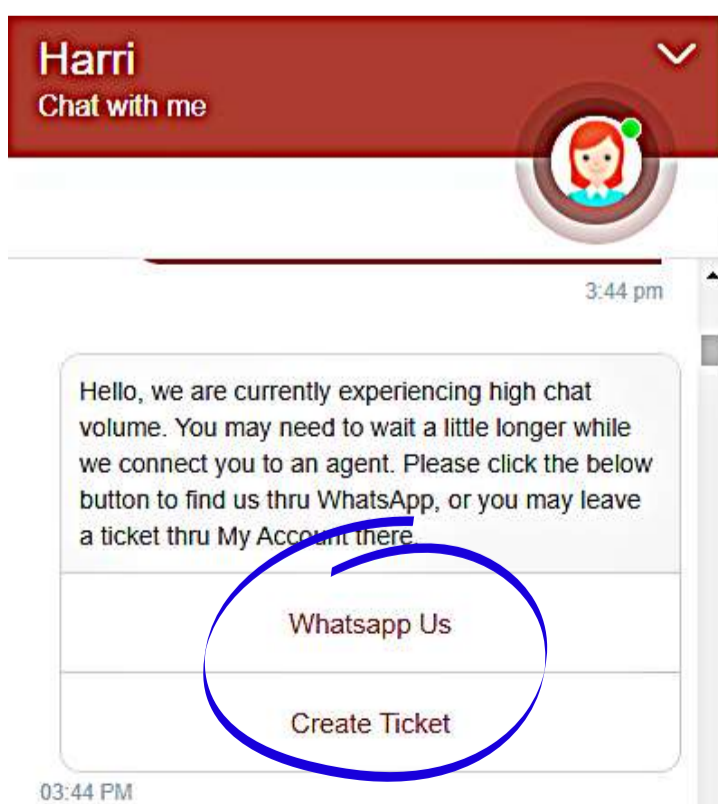 Harri
Chat with me
3:44 pm
Hello, we are currently experiencing high chat
volume. You may need to wait a little longer while
we connect you to an agent. Please click the below
button to find us thru WhatsApp, or you may leave
a ticket thru My Account there.
Whatsapp Us
Create Ticket
03:44 PM